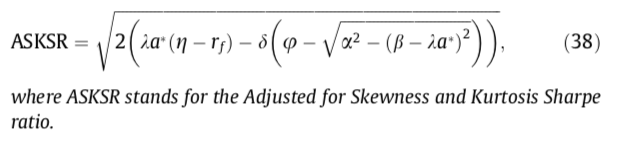 ASKSR = √(2(λa*(η − r_f) − δ(φ − √(α² − (β − λa*)²)))), (38)
where ASKSR stands for the Adjusted for Skewness and Kurtosis Sharpe
ratio.